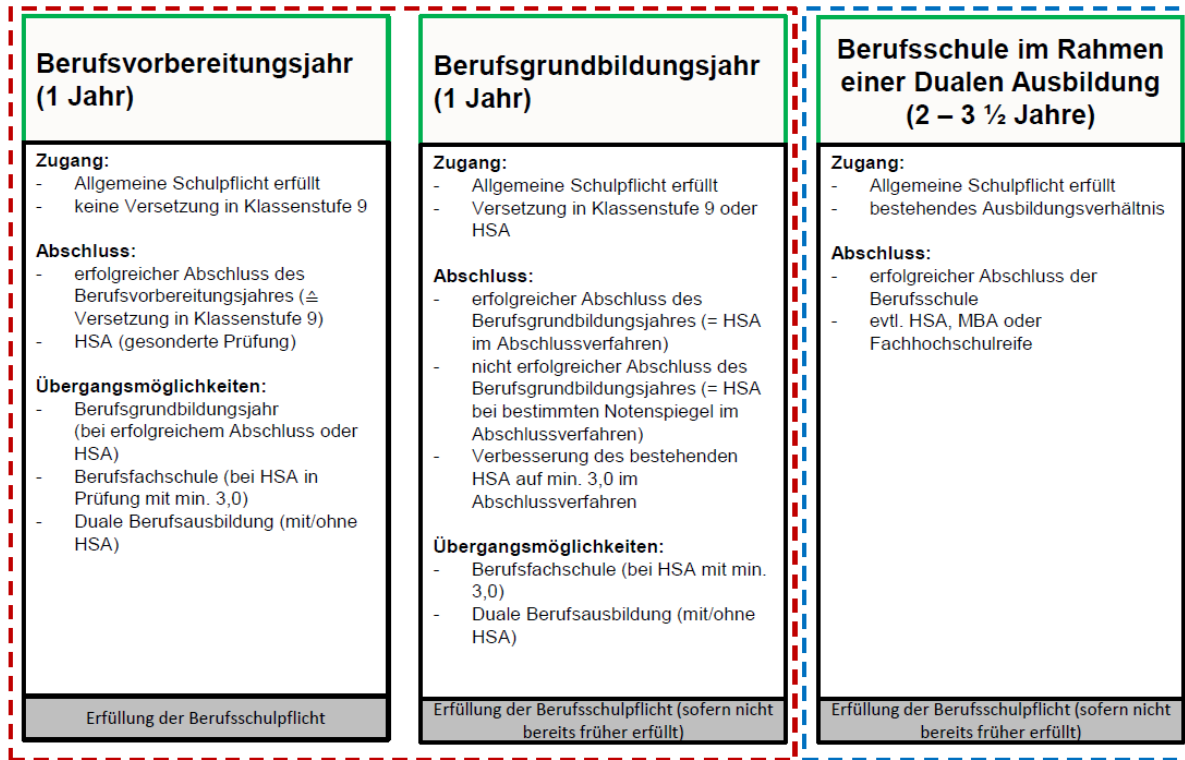 Berufsvorbereitungsjahr
(1 Jahr)
Zugang:
- Allgemeine Schulpflicht erfüllt
- keine Versetzung in Klassenstufe 9
Abschluss:
- erfolgreicher Abschluss des
Berufsvorbereitungsjahres (≙
Versetzung in Klassenstufe 9)
- HSA (gesonderte Prüfung)
Übergangsmöglichkeiten:
- Berufsgrundbildungsjahr
(bei erfolgreichem Abschluss oder
HSA)
- Berufsfachschule (bei HSA in
Prüfung mit min. 3,0)
- Duale Berufsausbildung (mit/ohne
HSA)
Erfüllung der Berufsschulpflicht
Berufsgrundbildungsjahr
(1 Jahr)
Zugang:
- Allgemeine Schulpflicht erfüllt
- Versetzung in Klassenstufe 9 oder
HSA
Abschluss:
- erfolgreicher Abschluss des
Berufsgrundbildungsjahres (= HSA
im Abschlussverfahren)
- nicht erfolgreicher Abschluss des
Berufsgrundbildungsjahres (= HSA
bei bestimmten Notenspiegel im
Abschlussverfahren)
- Verbesserung des bestehenden
HSA auf min. 3,0 im
Abschlussverfahren
Übergangsmöglichkeiten:
- Berufsfachschule (bei HSA mit min.
3,0)
- Duale Berufsausbildung (mit/ohne
HSA)
Erfüllung der Berufsschulpflicht (sofern nicht
bereits früher erfüllt)
Berufsschule im Rahmen
einer Dualen Ausbildung
(2 – 3 ½ Jahre)
Zugang:
- Allgemeine Schulpflicht erfüllt
- bestehendes Ausbildungsverhältnis
Abschluss:
- erfolgreicher Abschluss der
Berufsschule
- evtl. HSA, MBA oder
Fachhochschulreife
Erfüllung der Berufsschulpflicht (sofern nicht
bereits früher erfüllt)